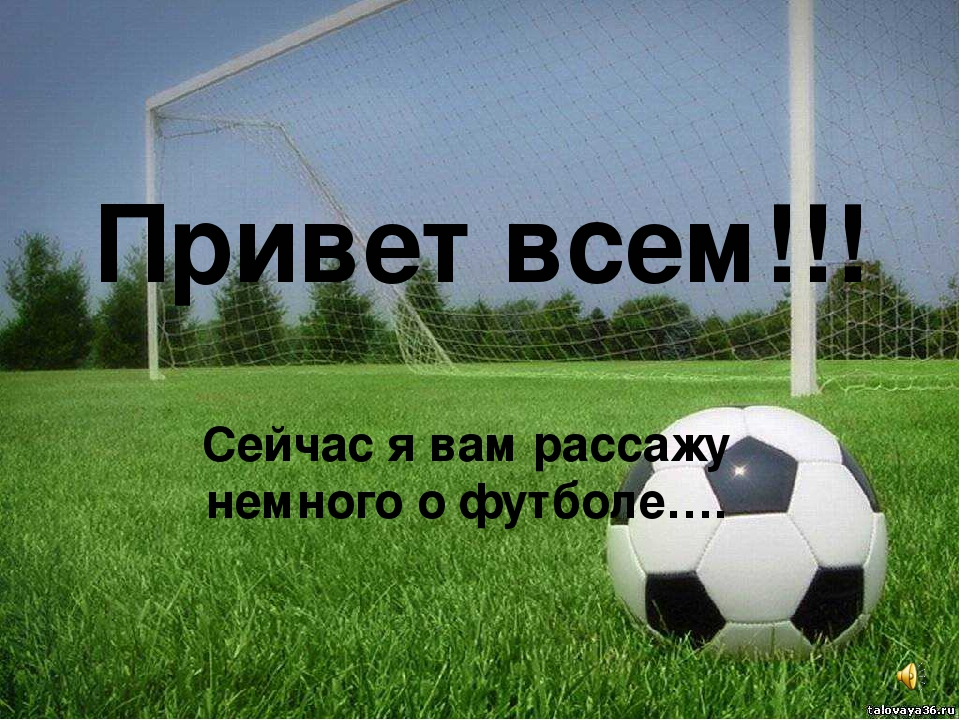 Привет всем!!!
Сейчас я вам рассажу
немного о футболе….
talovaya36.ru